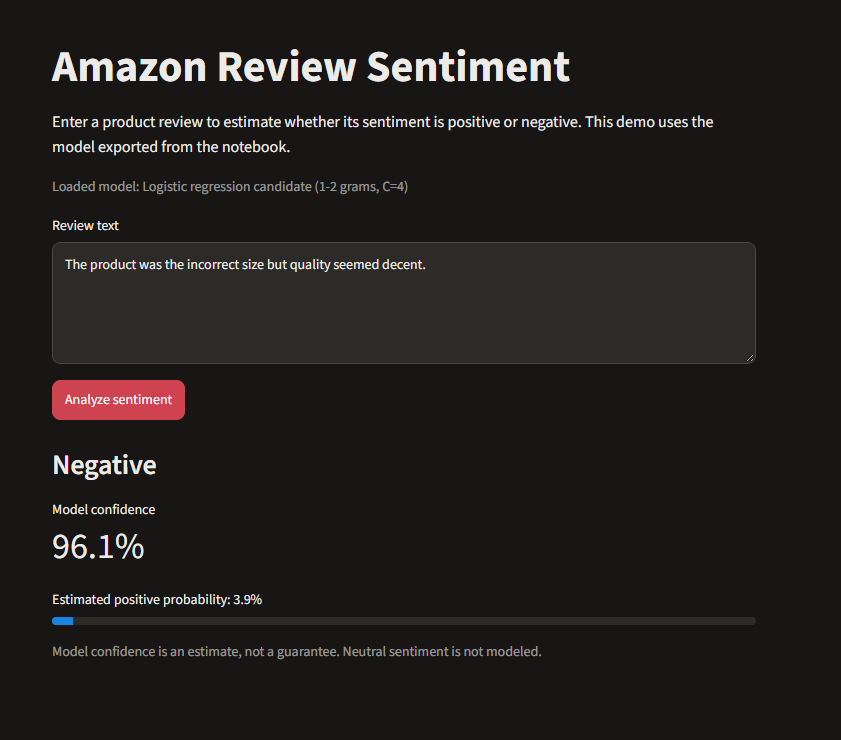 Amazon Review Sentiment
Enter a product review to estimate whether its sentiment is positive or negative. This demo uses the
model exported from the notebook.
Loaded model: Logistic regression candidate (1-2 grams, C=4)
Review text
The product was the incorrect size but quality seemed decent.
Analyze sentiment
Negative
Model confidence
96.1%
Estimated positive probability: 3.9%
Model confidence is an estimate, not a guarantee. Neutral sentiment is not modeled.